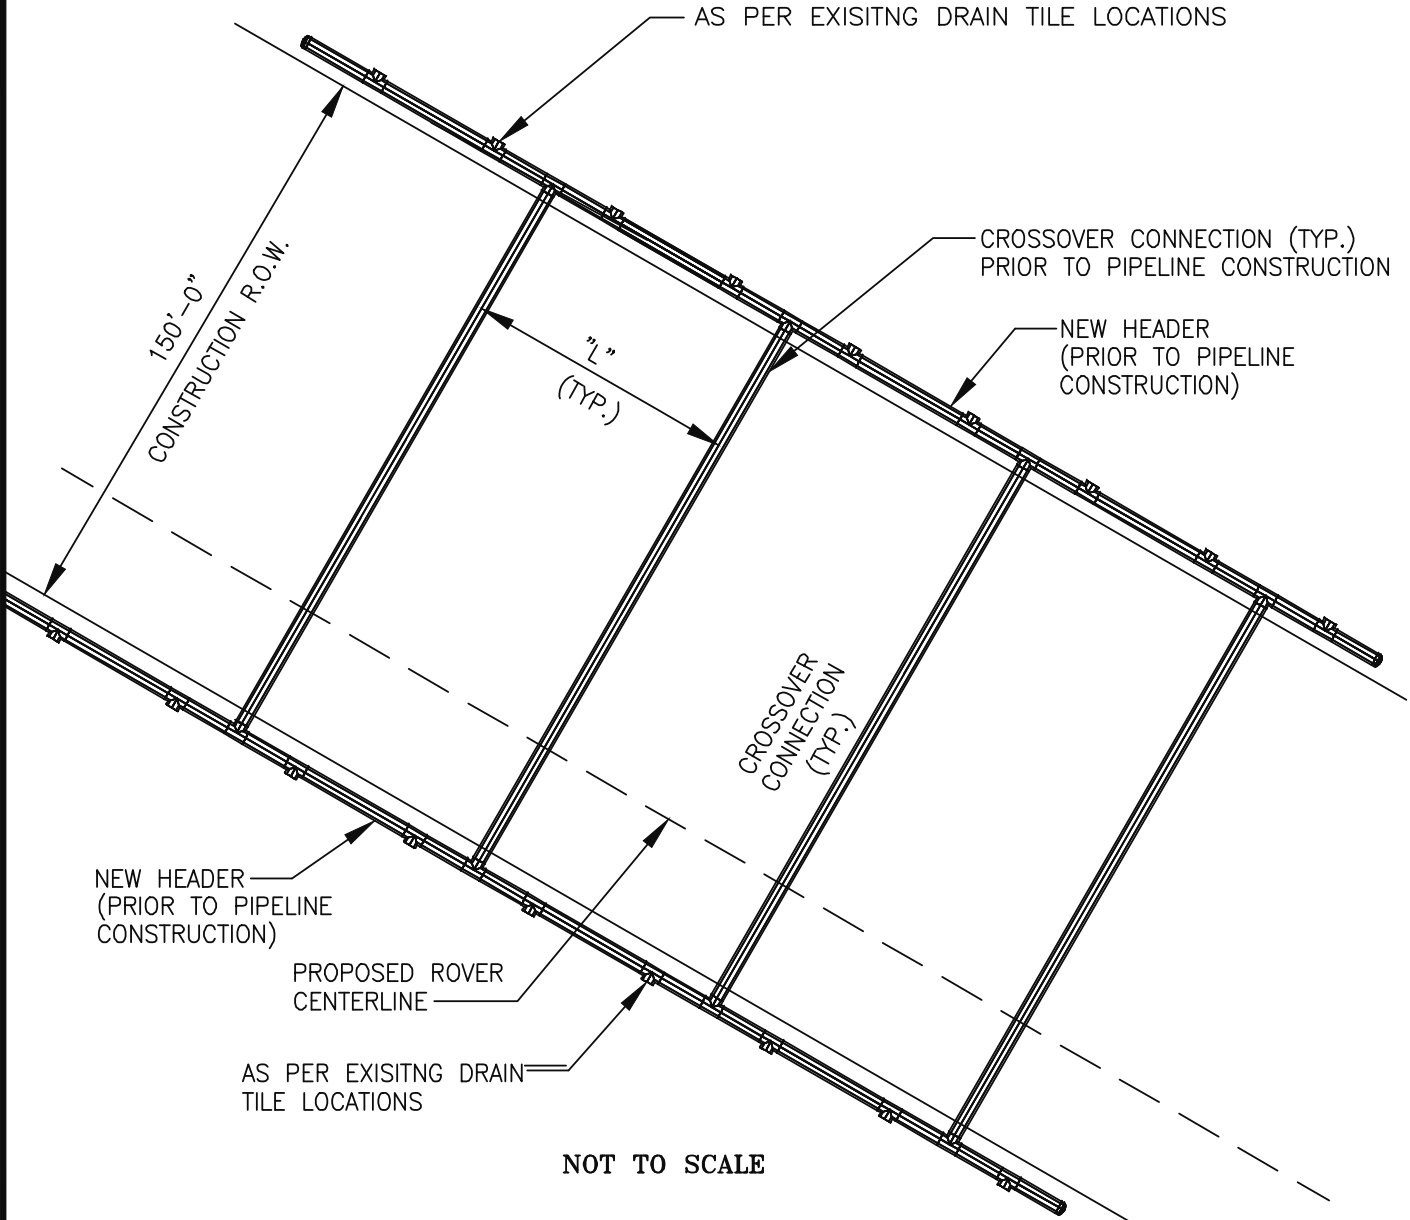 AS PER EXISITNG DRAIN TILE LOCATIONS
CROSSOVER CONNECTION (TYP.)
PRIOR TO PIPELINE CONSTRUCTION
NEW HEADER
(PRIOR TO PIPELINE
CONSTRUCTION)
150'-0"
CONSTRUCTION R.O.W.
"L"
(TYP.)
CROSSOVER
CONNECTION
(TYP.)
NEW HEADER
(PRIOR TO PIPELINE
CONSTRUCTION)
PROPOSED ROVER
CENTERLINE
AS PER EXISITNG DRAIN
TILE LOCATIONS
NOT TO SCALE